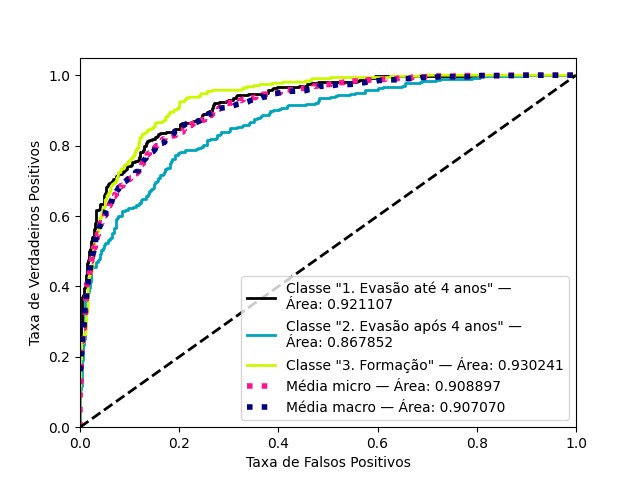 Taxa de Verdadeiros Positivos
1.0
0.8
0.6
0.4
0.2
0.0
Classe "1. Evasão até 4 anos" —
Área: 0.921107
Classe "2. Evasão após 4 anos" —
Área: 0.867852
Classe "3. Formação" — Área: 0.930241
Média micro — Área: 0.908897
Média macro — Área: 0.907070
0.0 0.2 0.4 0.6 0.8 1.0
Taxa de Falsos Positivos